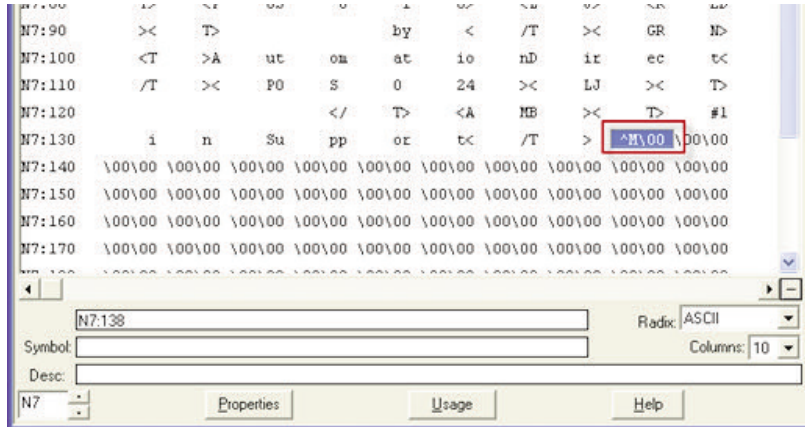 N7:90 >< T> by < /T >< GR N>
N7:100 <T >A ut om at io nD ir ec t<
N7:110 /T >< PO S 0 24 >< LJ >< T>
N7:120 </ T> <A MB >< T> #1
N7:130 i n Su pp or t< /T > ^M\00 \00\00
N7:140 \00\00 \00\00 \00\00 \00\00 \00\00 \00\00 \00\00 \00\00 \00\00 \00\00
N7:150 \00\00 \00\00 \00\00 \00\00 \00\00 \00\00 \00\00 \00\00 \00\00 \00\00
N7:160 \00\00 \00\00 \00\00 \00\00 \00\00 \00\00 \00\00 \00\00 \00\00 \00\00
N7:170 \00\00 \00\00 \00\00 \00\00 \00\00 \00\00 \00\00 \00\00 \00\00 \00\00
N7:138 Radix: ASCII
Symbol: Columns: 10
Desc:
N7 Properties Usage Help